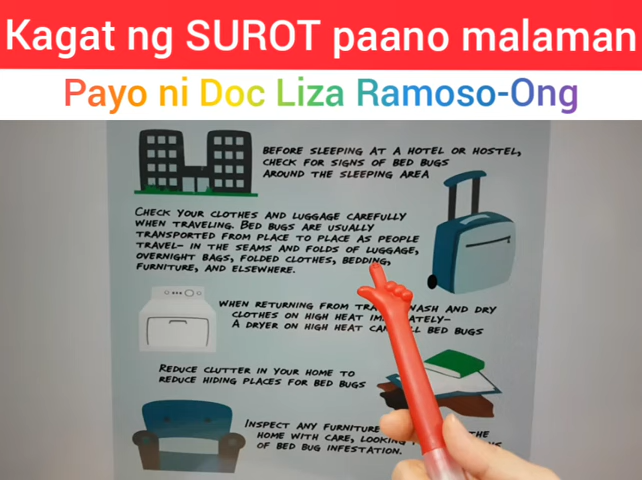 Kagat ng SUROT paano malaman
Payo ni Doc Liza Ramoso-Ong
BEFORE SLEEPING AT A HOTEL OR HOSTEL,
CHECK FOR SIGNS OF BED BUGS
AROUND THE SLEEPING AREA
CHECK YOUR CLOTHES AND LUGGAGE CAREFULLY
WHEN TRAVELING. BED BUGS ARE USUALLY
TRANSPORTED FROM PLACE TO PLACE AS PEOPLE
TRAVEL- IN THE SEAMS AND FOLDS OF LUGGAGE,
OVERNIGHT BAGS, FOLDED CLOTHES, BEDDING,
FURNITURE, AND ELSEWHERE.
WHEN RETURNING FROM WASH AND DRY
CLOTHES ON HIGH HEAT
A DRYER ON HIGH HEAT BED BUGS
REDUCE CLUTTER IN YOUR HOME TO
REDUCE HIDING PLACES FOR BED BUGS
INSPECT ANY FURNITURE THE
HOME WITH CARE, LOOKING
OF BED BUG INFESTATION.